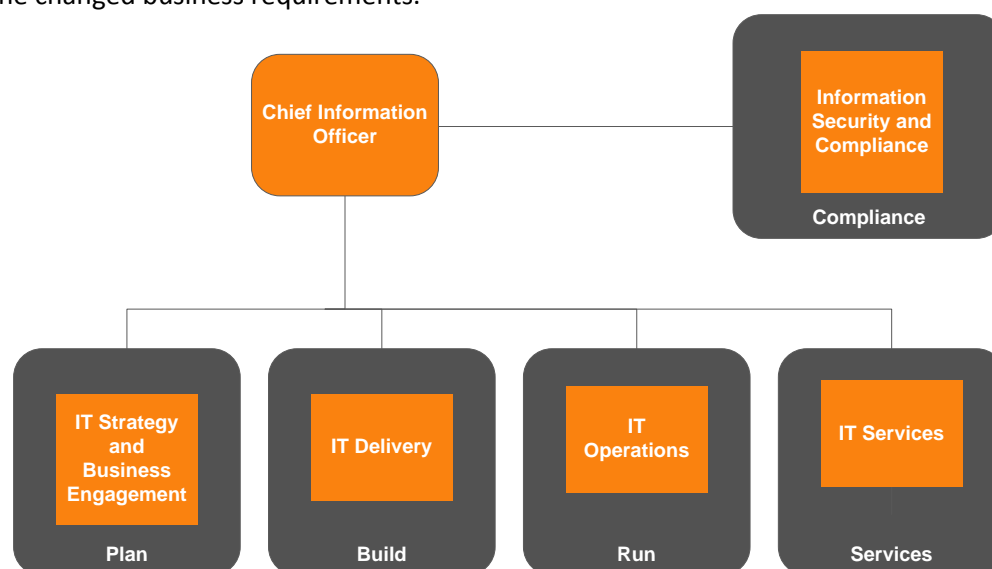 he changed business requirements.
Chief Information
Officer
Information
Security and
Compliance
Compliance
IT Strategy
and
Business
Engagement
Plan
IT Delivery
Build
IT
Operations
Run
IT Services
Services